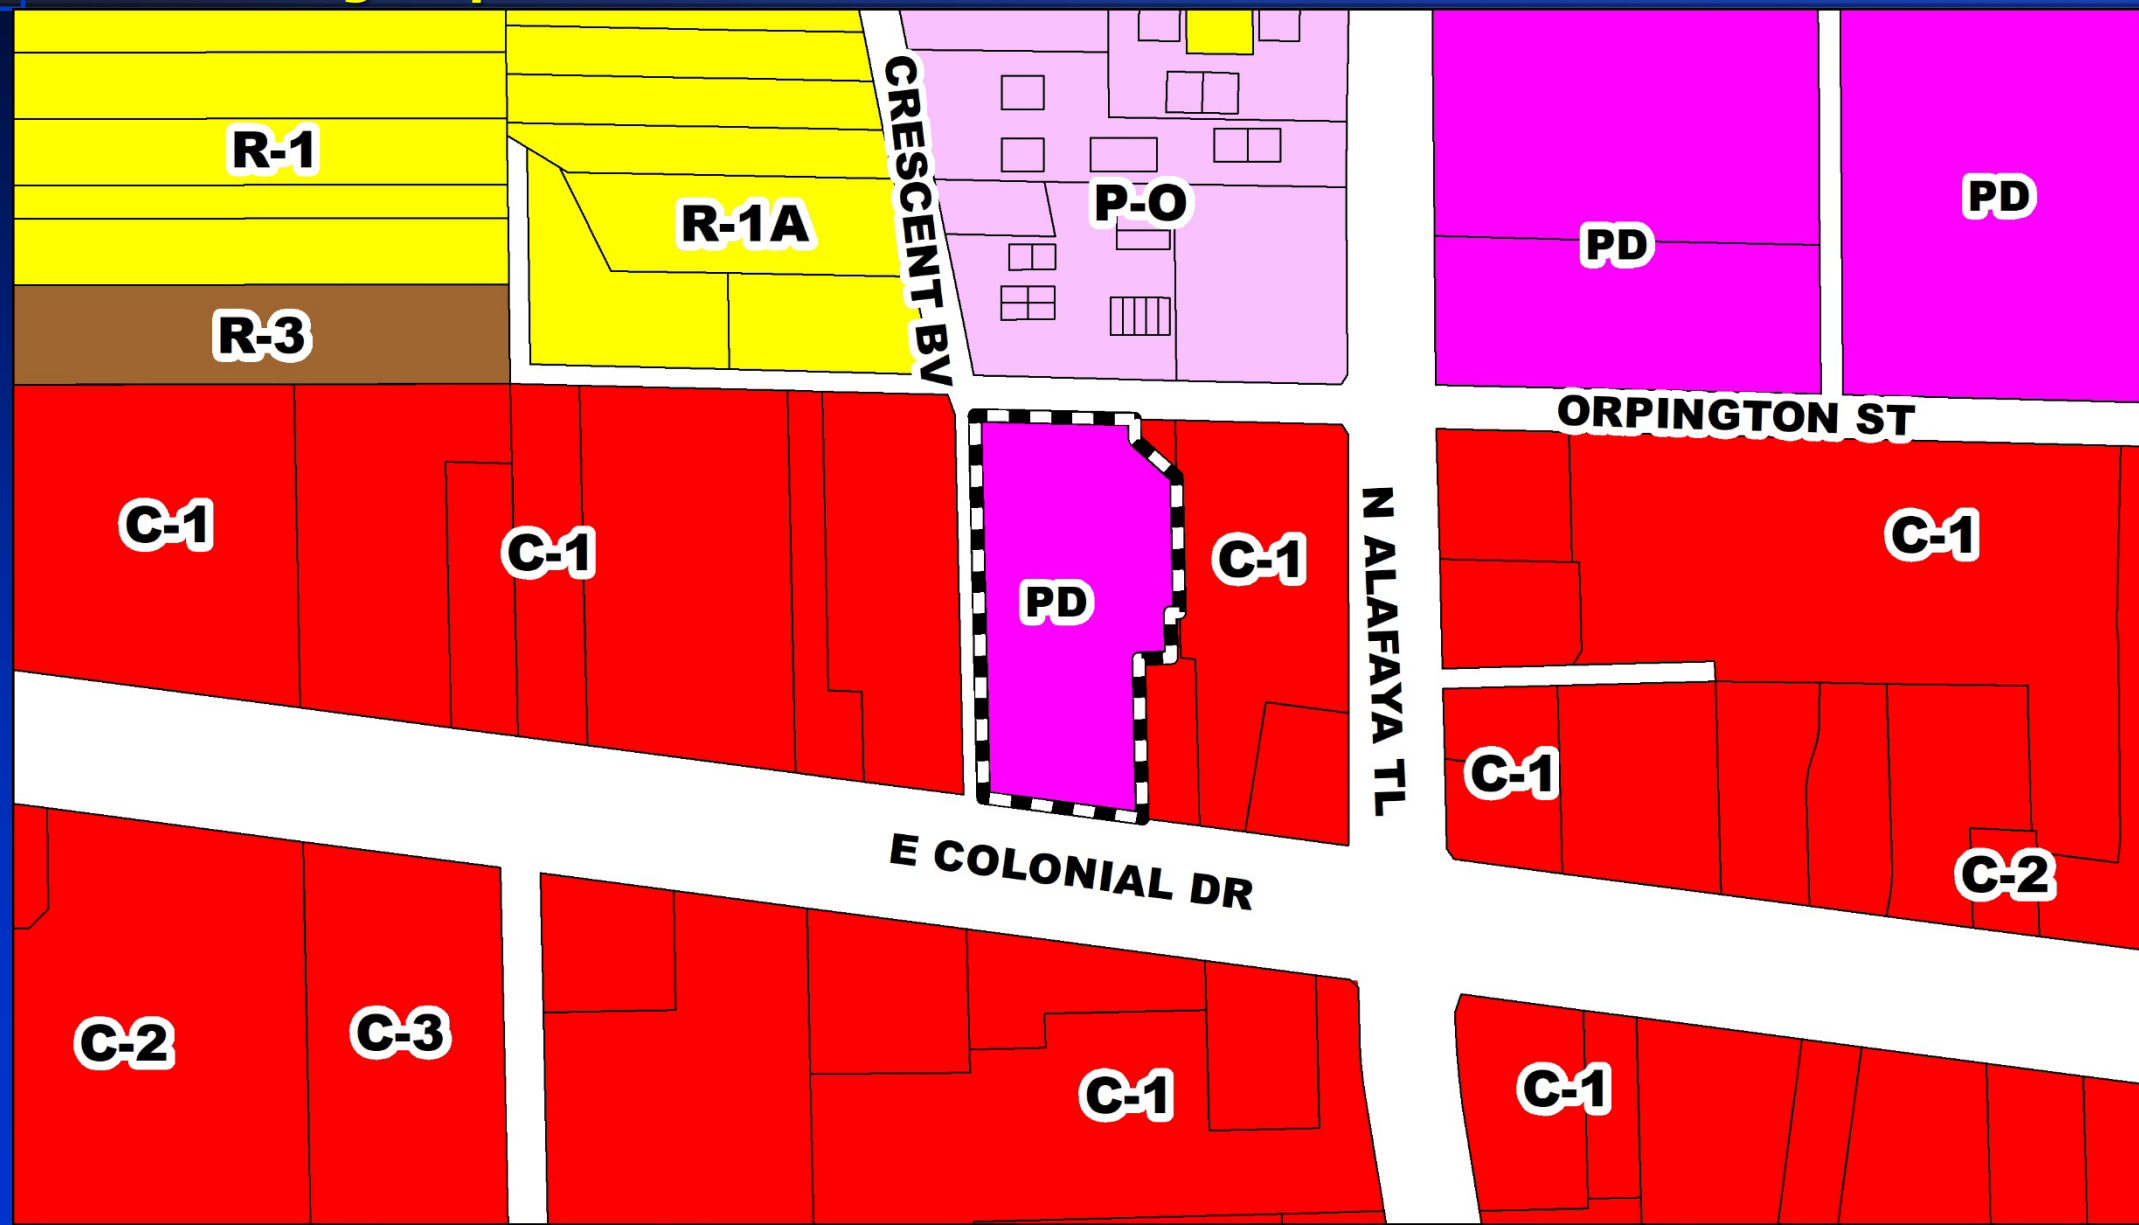 R-1
R-1A
CRESCENT BV
P-O
PD
PD
R-3
ORPINGTON ST
C-1
C-1
PD
C-1
N ALAFAYA TL
C-1
C-1
E COLONIAL DR
C-2
C-2
C-3
C-1
C-1